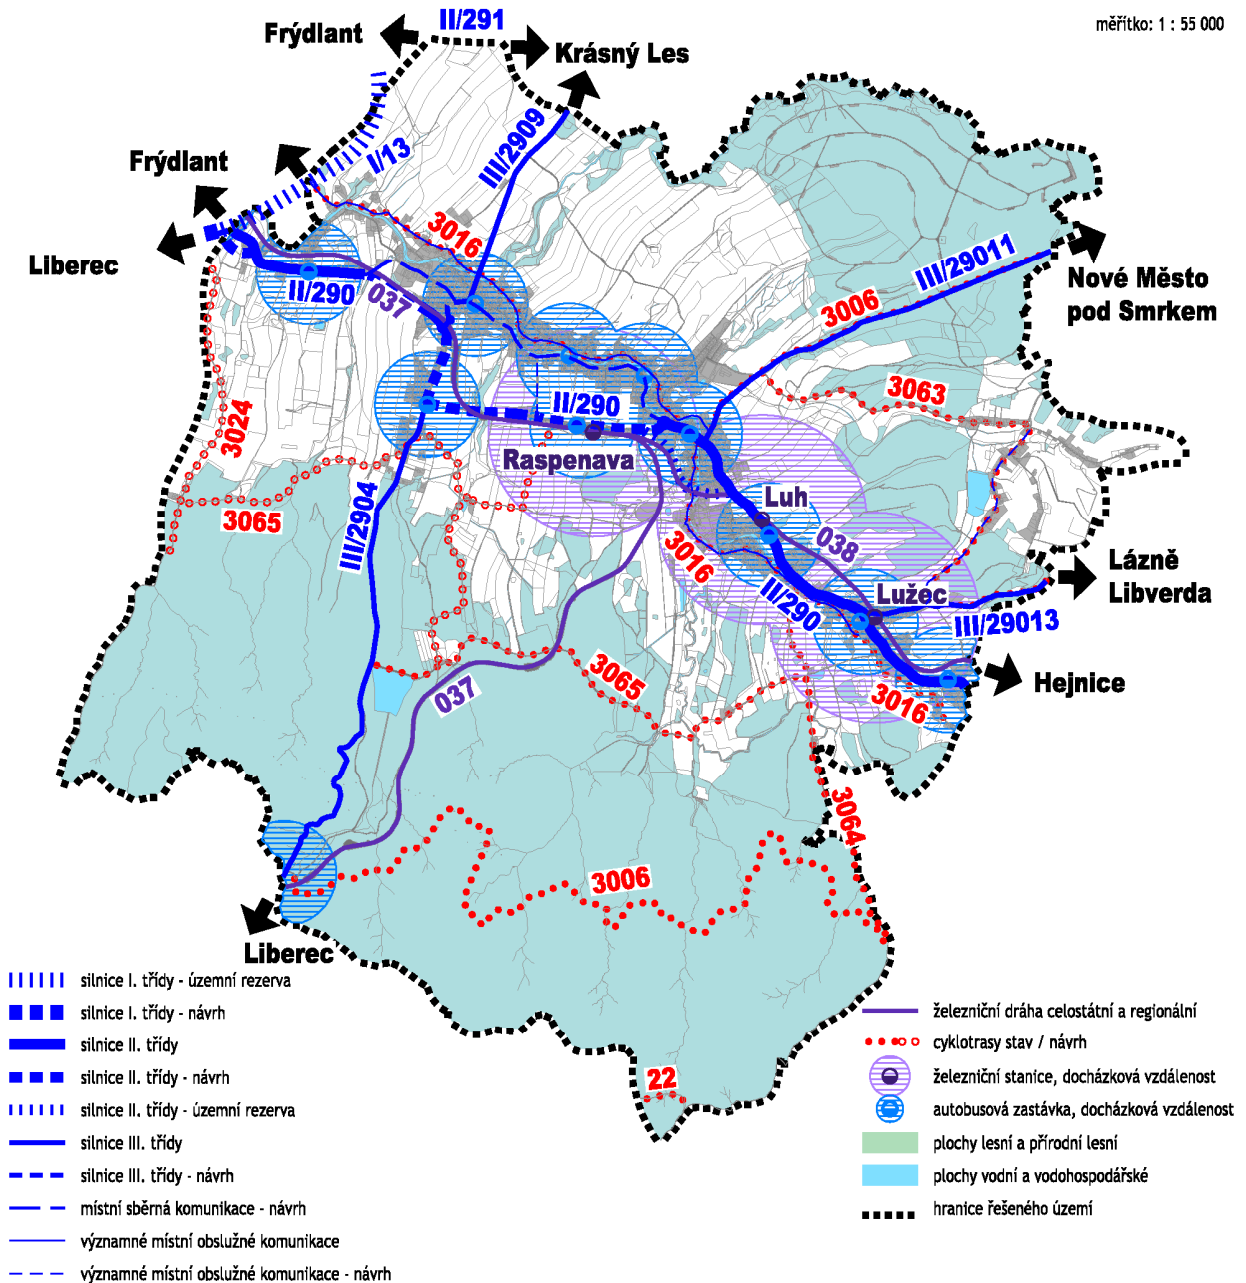 měřítko: 1 : 55 000
II/291
Frýdlant
Krásný Les
I/13
III/2909
Frýdlant
3016
Liberec
II/290
037
III/29011
3006
Nové Město
pod Smrkem
3063
3024
II/290
Raspenava
Luh
3065
III/2904
3016
038
II/290
Lužec
Lázně
Libverda
III/29013
3065
037
3016
Hejnice
3064
3006
Liberec
22
silnice I. třídy - územní rezerva
silnice I. třídy - návrh
silnice II. třídy
silnice II. třídy - návrh
silnice II. třídy - územní rezerva
silnice III. třídy
silnice III. třídy - návrh
místní sběrná komunikace - návrh
významné místní obslužné komunikace
významné místní obslužné komunikace - návrh
železniční dráha celostátní a regionální
cyklotrasy stav / návrh
železniční stanice, docházková vzdálenost
autobusová zastávka, docházková vzdálenost
plochy lesní a přírodní lesní
plochy vodní a vodohospodářské
hranice řešeného území